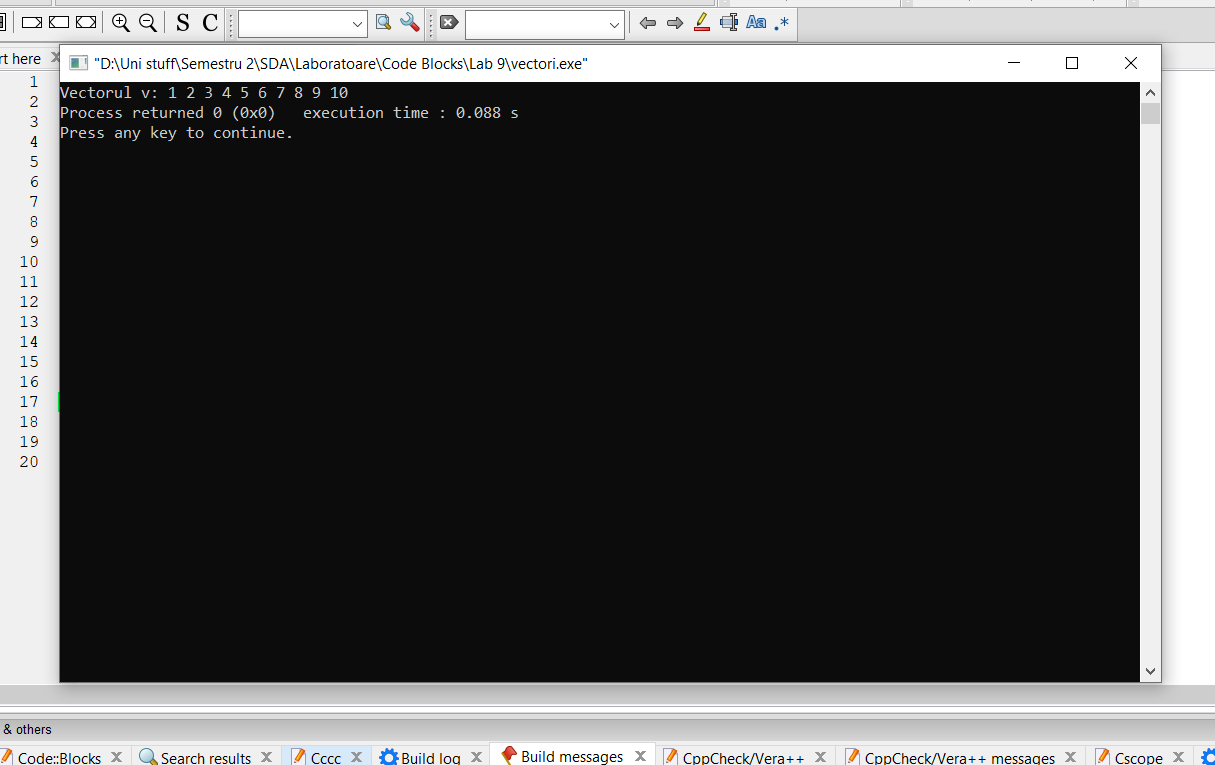 S C
Aa .*
rt here
"D:\Uni stuff\Semestru 2\SDA\Laboratoare\Code Blocks\Lab 9\vectori.exe"
Vectorul v: 1 2 3 4 5 6 7 8 9 10
Process returned 0 (0x0)   execution time : 0.088 s
Press any key to continue.
1
2
3
4
5
6
7
8
9
10
11
12
13
14
15
16
17
18
19
20
& others
Code::Blocks
Search results
Cccc
Build log
Build messages
CppCheck/Vera++
CppCheck/Vera++ messages
Cscope